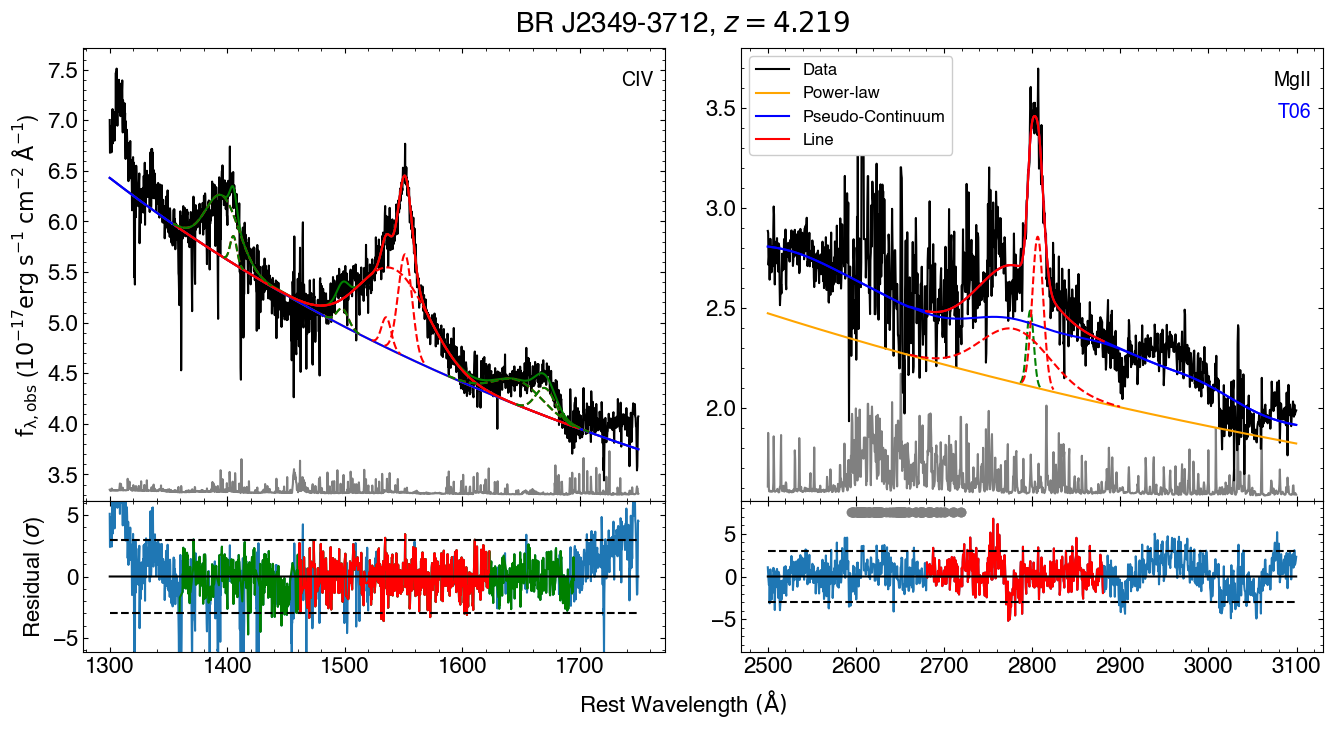 BR J2349-3712, z = 4.219
f_λ,obs (10⁻¹⁷erg s⁻¹ cm⁻² Å⁻¹)
7.5
7.0
6.5
6.0
5.5
5.0
4.5
4.0
3.5
CIV
Residual (σ)
5
0
−5
1300 1400 1500 1600 1700
3.5
3.0
2.5
2.0
Data
Power-law
Pseudo-Continuum
Line
MgII
T06
5
0
−5
2500 2600 2700 2800 2900 3000 3100
Rest Wavelength (Å)